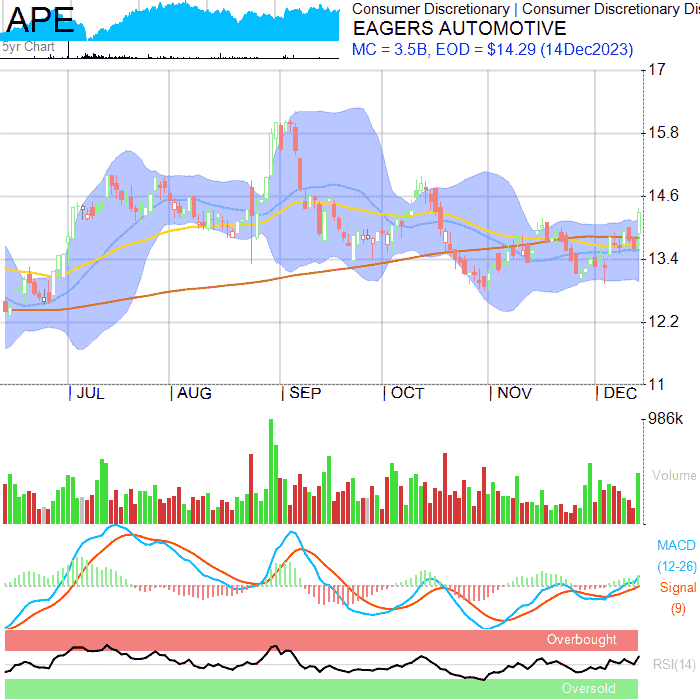 APE
5yr Chart
Consumer Discretionary | Consumer Discretionary Dis
EAGERS AUTOMOTIVE
MC = 3.5B, EOD = $14.29 (14Dec2023)
17
15.8
14.6
13.4
12.2
11
JUL
AUG
SEP
OCT
NOV
DEC
986k
Volume
MACD
(12-26)
Signal
(9)
Overbought
RSI(14)
Oversold